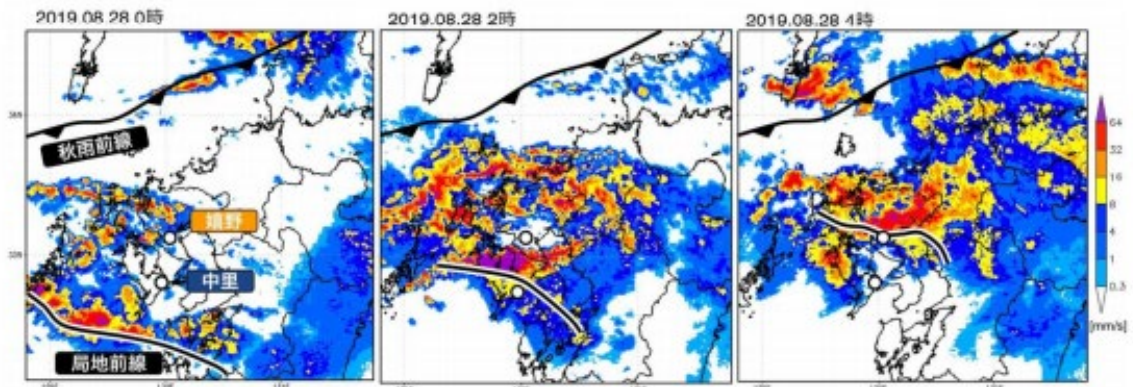 2019.08.28 0時
2019.08.28 2時
2019.08.28 4時
秋雨前線
嬉野
中里
局地前線
64
32
16
8
4
1
0.3
[mm/s]